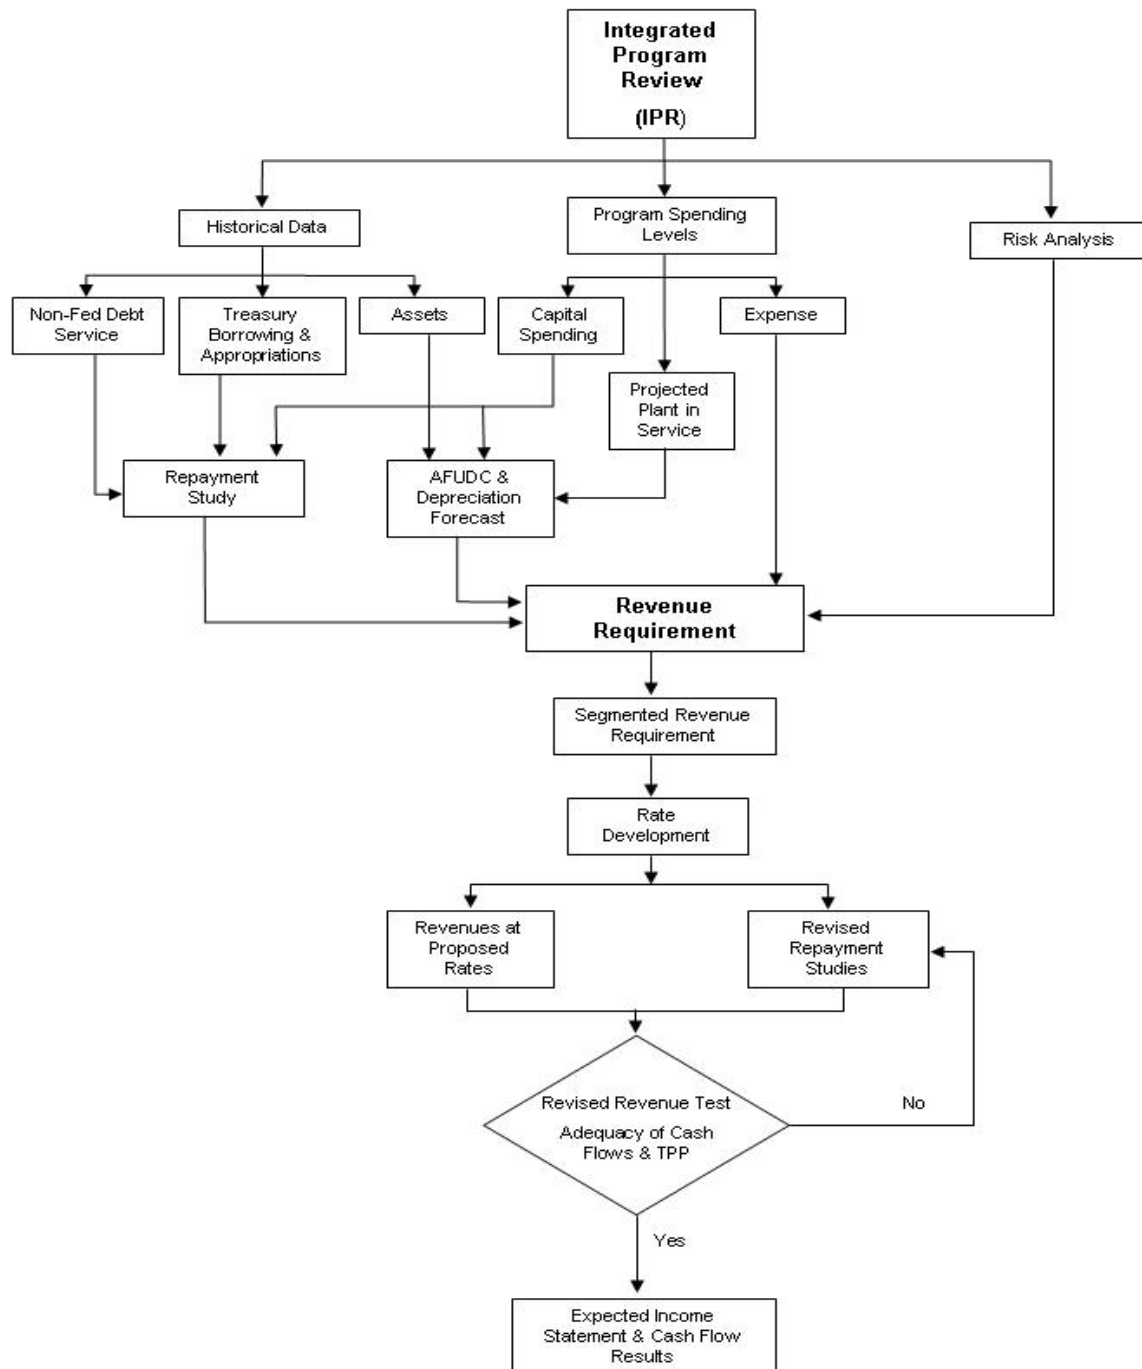 Integrated
Program
Review
(IPR)
Historical Data
Program Spending
Levels
Risk Analysis
Non-Fed Debt
Service
Treasury
Borrowing &
Appropriations
Assets
Capital
Spending
Expense
Projected
Plant in
Service
Repayment
Study
AFUDC &
Depreciation
Forecast
Revenue
Requirement
Segmented Revenue
Requirement
Rate
Development
Revenues at
Proposed
Rates
Revised
Repayment
Studies
Revised Revenue Test
Adequacy of Cash
Flows & TPP
No
Yes
Expected Income
Statement & Cash Flow
Results